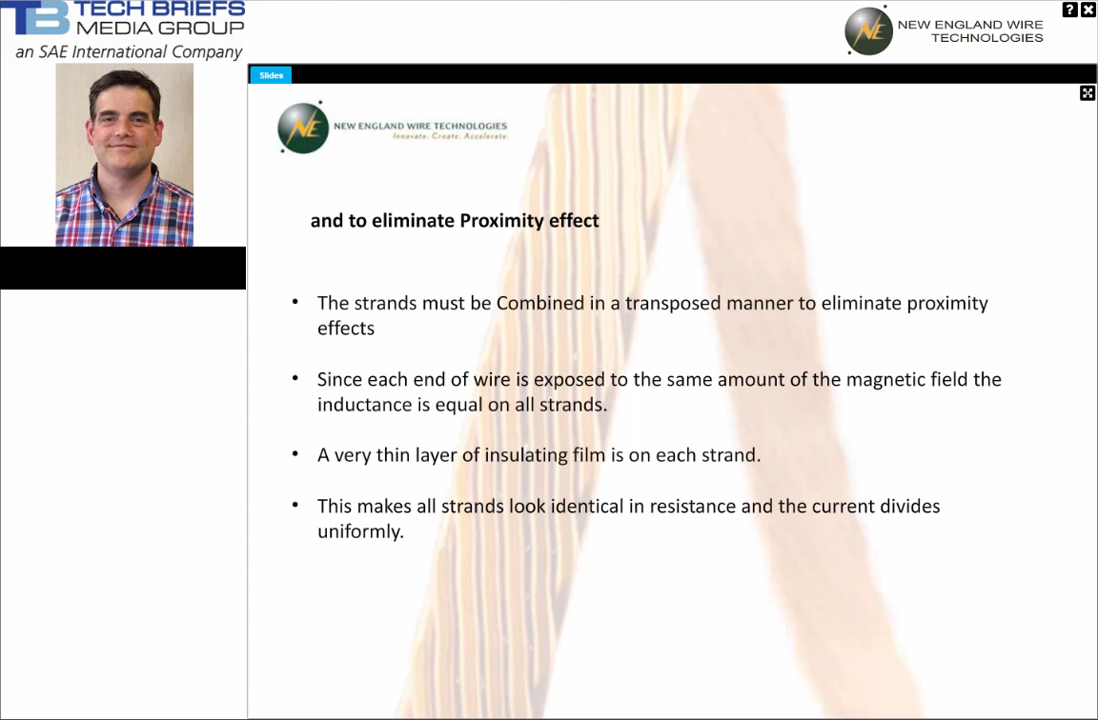 TECH BRIEFS
MEDIA GROUP
an SAE International Company
NEW ENGLAND WIRE
TECHNOLOGIES
Slides
NEW ENGLAND WIRE TECHNOLOGIES
Innovate. Create. Accelerate.
and to eliminate Proximity effect
• The strands must be Combined in a transposed manner to eliminate proximity
effects
• Since each end of wire is exposed to the same amount of the magnetic field the
inductance is equal on all strands.
• A very thin layer of insulating film is on each strand.
• This makes all strands look identical in resistance and the current divides
uniformly.